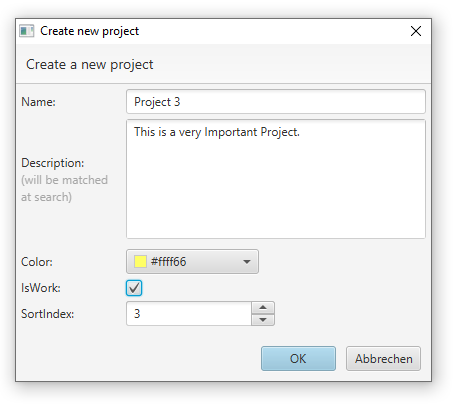 Create new project
Create a new project
Name:
Project 3
Description:
(will be matched
at search)
This is a very Important Project.
Color:
#ffff66
IsWork:
SortIndex:
3
OK
Abbrechen